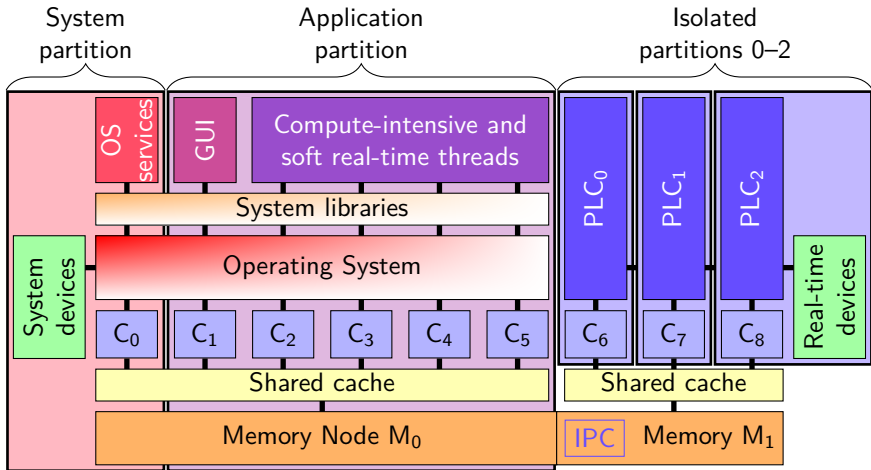 System
partition
Application
partition
Isolated
partitions 0–2
OS
services
GUI
Compute-intensive and
soft real-time threads
PLC₀
PLC₁
PLC₂
System libraries
System
devices
Operating System
Real-time
devices
C₀
C₁
C₂
C₃
C₄
C₅
C₆
C₇
C₈
Shared cache
Shared cache
Memory Node M₀
IPC
Memory M₁